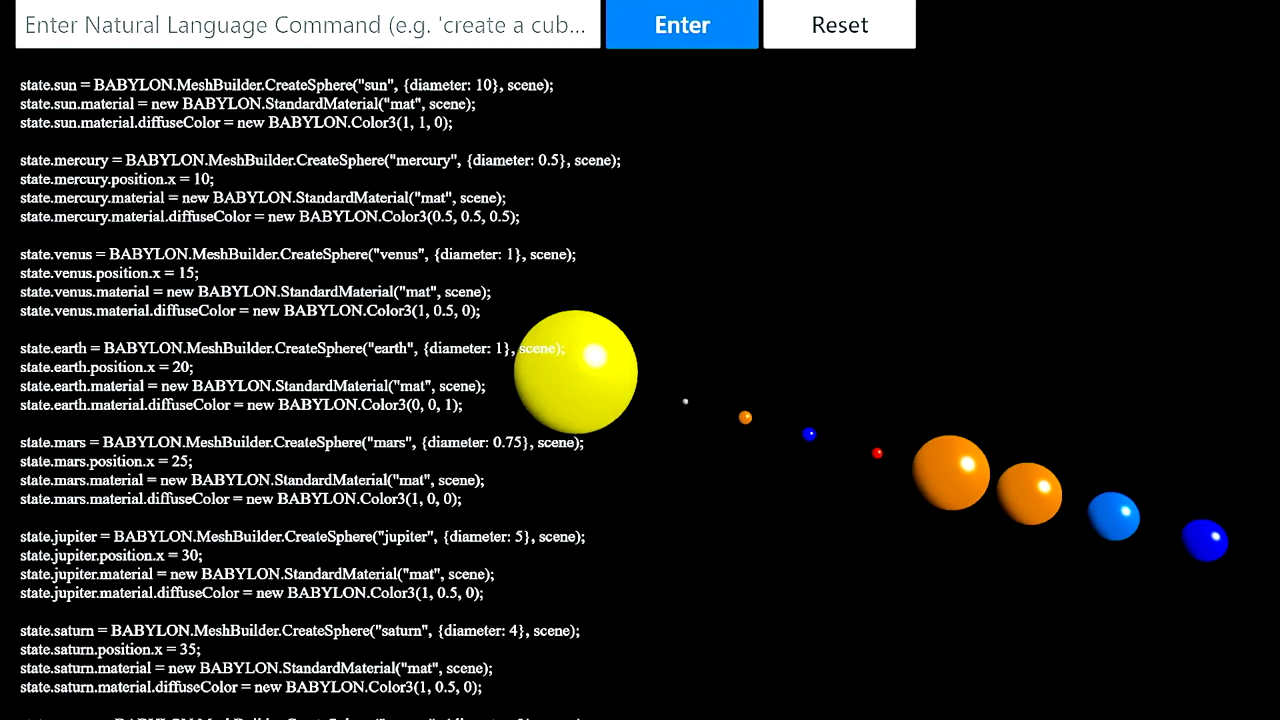 Enter Natural Language Command (e.g. 'create a cub...
Enter
Reset
state.sun = BABYLON.MeshBuilder.CreateSphere("sun", {diameter: 10}, scene);
state.sun.material = new BABYLON.StandardMaterial("mat", scene);
state.sun.material.diffuseColor = new BABYLON.Color3(1, 1, 0);
state.mercury = BABYLON.MeshBuilder.CreateSphere("mercury", {diameter: 0.5}, scene);
state.mercury.position.x = 10;
state.mercury.material = new BABYLON.StandardMaterial("mat", scene);
state.mercury.material.diffuseColor = new BABYLON.Color3(0.5, 0.5, 0.5);
state.venus = BABYLON.MeshBuilder.CreateSphere("venus", {diameter: 1}, scene);
state.venus.position.x = 15;
state.venus.material = new BABYLON.StandardMaterial("mat", scene);
state.venus.material.diffuseColor = new BABYLON.Color3(1, 0.5, 0);
state.earth = BABYLON.MeshBuilder.CreateSphere("earth", {diameter: 1}, scene);
state.earth.position.x = 20;
state.earth.material = new BABYLON.StandardMaterial("mat", scene);
state.earth.material.diffuseColor = new BABYLON.Color3(0, 0, 1);
state.mars = BABYLON.MeshBuilder.CreateSphere("mars", {diameter: 0.75}, scene);
state.mars.position.x = 25;
state.mars.material = new BABYLON.StandardMaterial("mat", scene);
state.mars.material.diffuseColor = new BABYLON.Color3(1, 0, 0);
state.jupiter = BABYLON.MeshBuilder.CreateSphere("jupiter", {diameter: 5}, scene);
state.jupiter.position.x = 30;
state.jupiter.material = new BABYLON.StandardMaterial("mat", scene);
state.jupiter.material.diffuseColor = new BABYLON.Color3(1, 0.5, 0);
state.saturn = BABYLON.MeshBuilder.CreateSphere("saturn", {diameter: 4}, scene);
state.saturn.position.x = 35;
state.saturn.material = new BABYLON.StandardMaterial("mat", scene);
state.saturn.material.diffuseColor = new BABYLON.Color3(1, 0.5, 0);